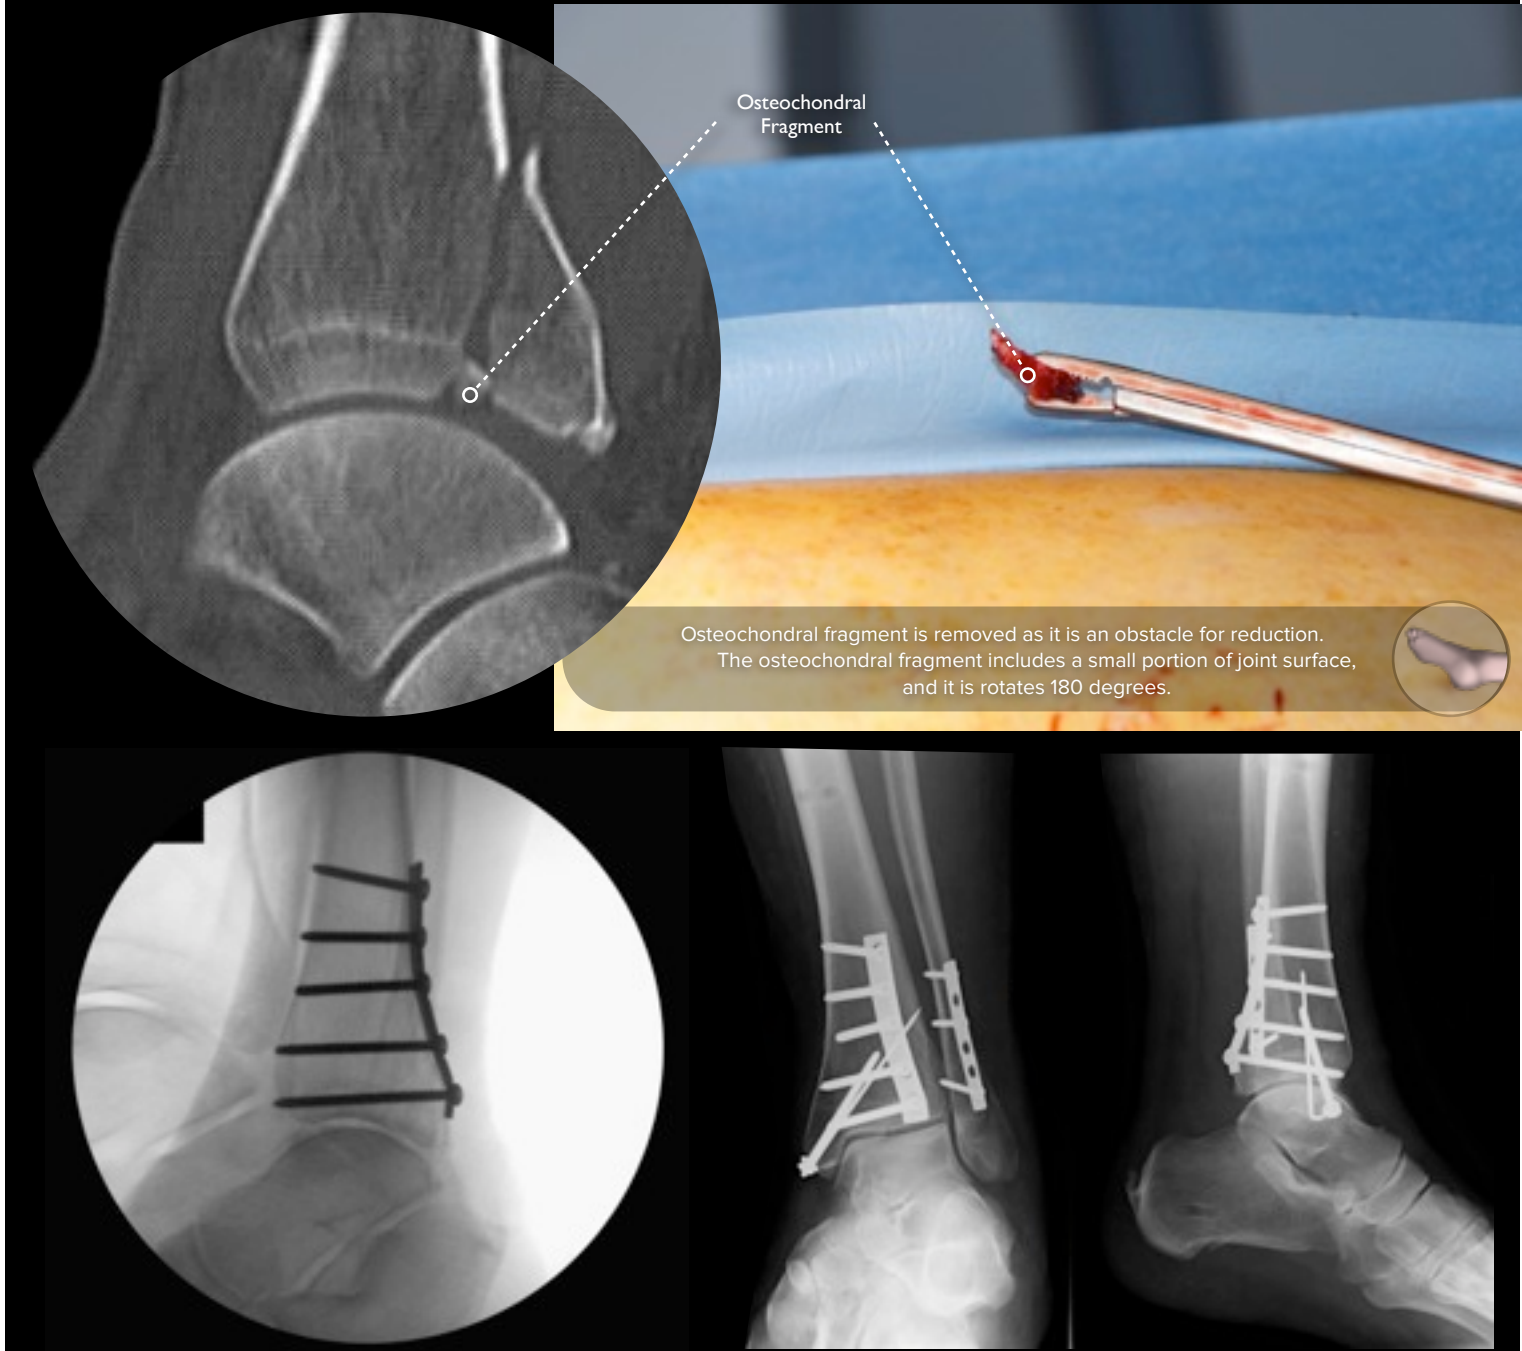 Osteochondral
Fragment
Osteochondral fragment is removed as it is an obstacle for reduction.
The osteochondral fragment includes a small portion of joint surface,
and it is rotates 180 degrees.